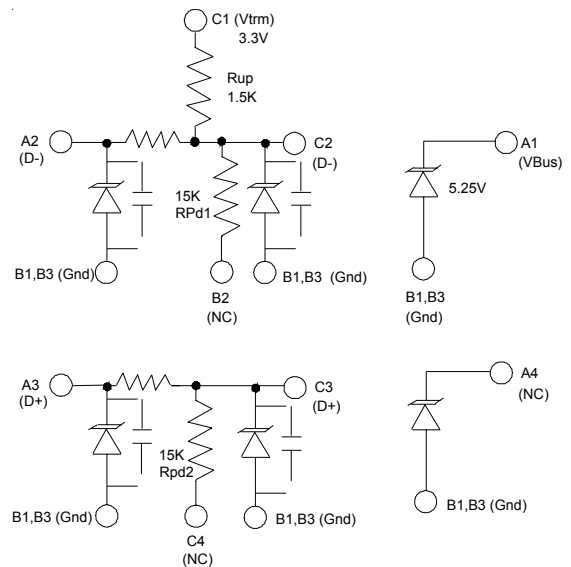 C1 (Vtrm)
3.3V
Rup
1.5K
A2
(D-)
C2
(D-)
A1
(VBus)
15K
RPd1
5.25V
B1,B3 (Gnd)
B2
(NC)
B1,B3 (Gnd)
B1,B3
(Gnd)
A3
(D+)
C3
(D+)
A4
(NC)
15K
Rpd2
B1,B3 (Gnd)
C4
(NC)
B1,B3 (Gnd)
B1,B3 (Gnd)